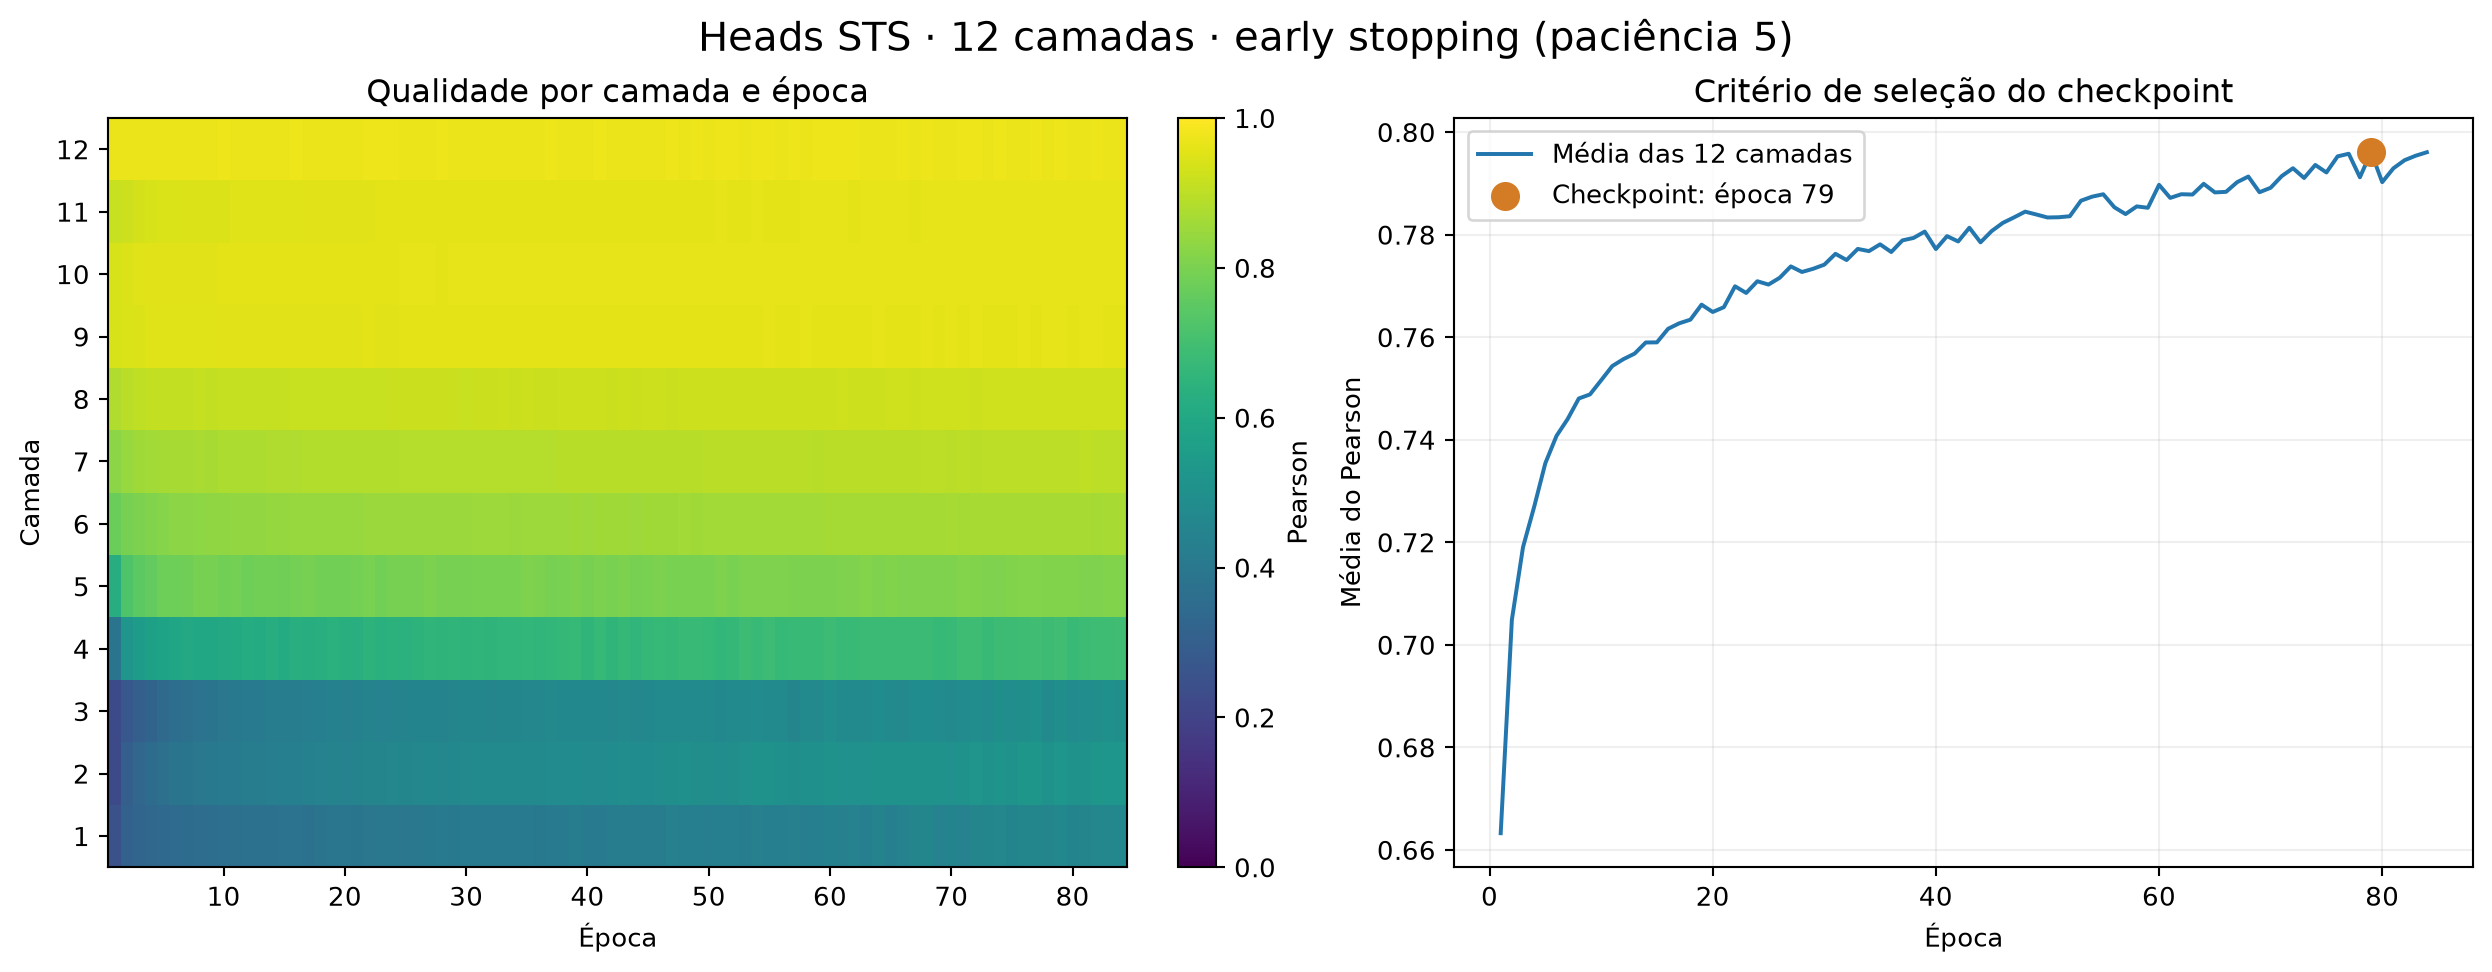 Heads STS · 12 camadas · early stopping (paciência 5)
Qualidade por camada e época
12
11
10
9
8
7
6
5
4
3
2
1
Camada
10 20 30 40 50 60 70 80
Época
1.0
0.8
0.6
0.4
0.2
0.0
Pearson
Critério de seleção do checkpoint
Média das 12 camadas
Checkpoint: época 79
0.80
0.78
0.76
0.74
0.72
0.70
0.68
0.66
Média do Pearson
0 20 40 60 80
Época